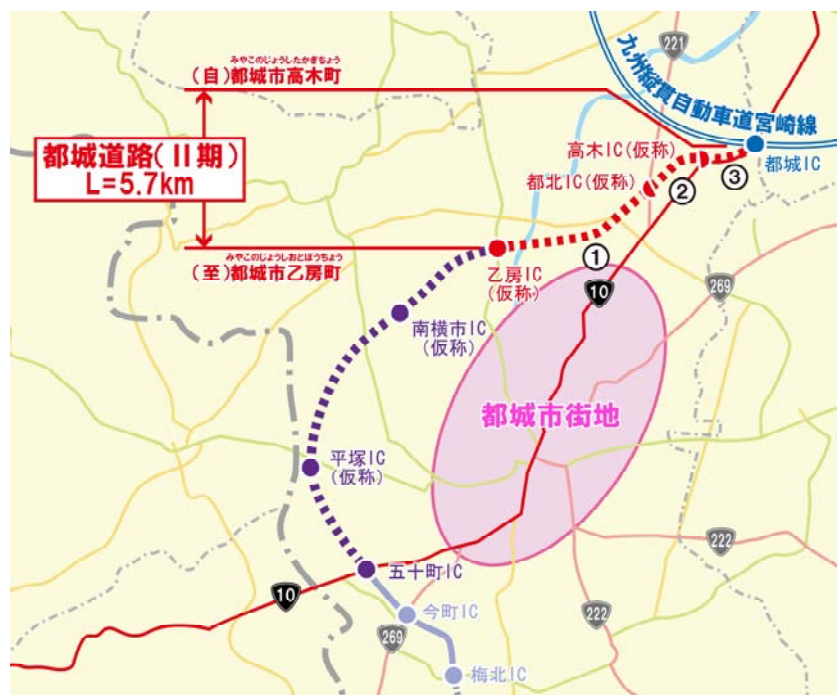 みやこのじょうしたかぎちょう
(自)都城市高木町
都城道路(Ⅱ期)
L=5.7km
みやこのじょうしおとぼうちょう
(至)都城市乙房町
221
九州縦貫自動車道宮崎線
都城IC
高木IC(仮称)
都北IC(仮称)
③
②
①
乙房IC
(仮称)
10
269
南横市IC
(仮称)
都城市街地
平塚IC
(仮称)
222
五十町IC
10
今町IC
222
269
梅北IC